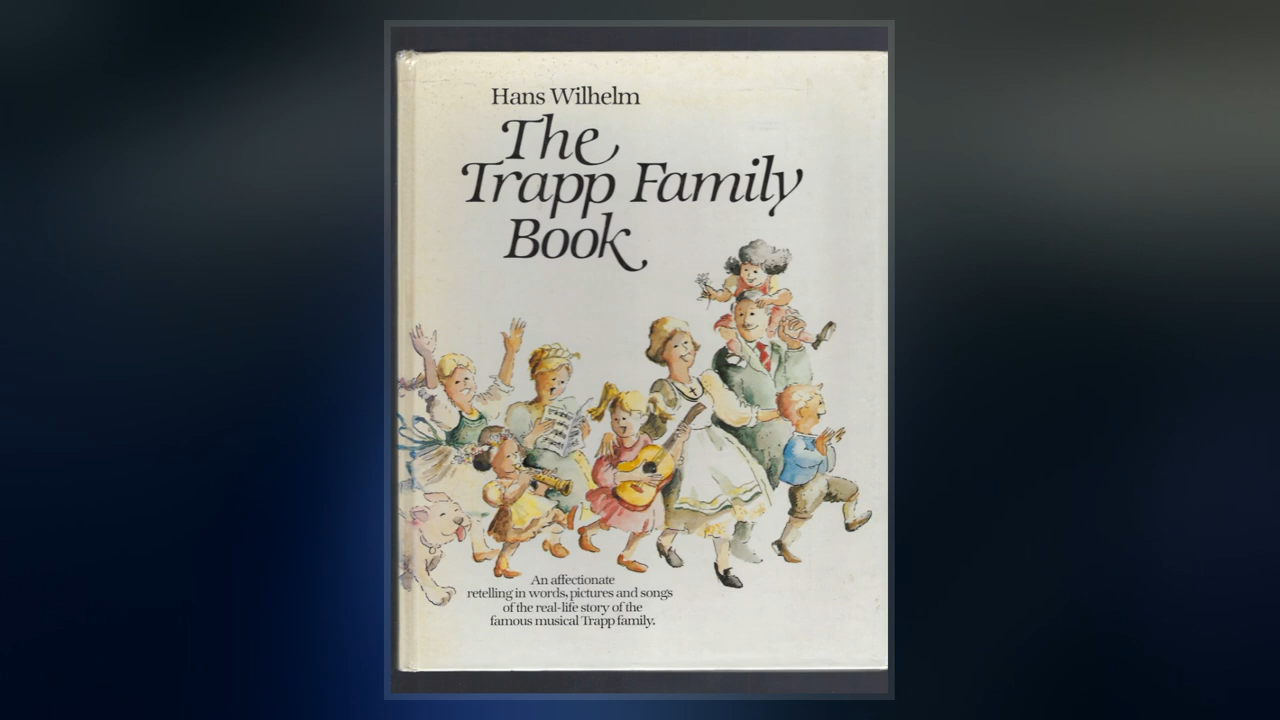 Hans Wilhelm
The
Trapp Family
Book
An affectionate
retelling in words, pictures and songs
of the real-life story of the
famous musical Trapp family.